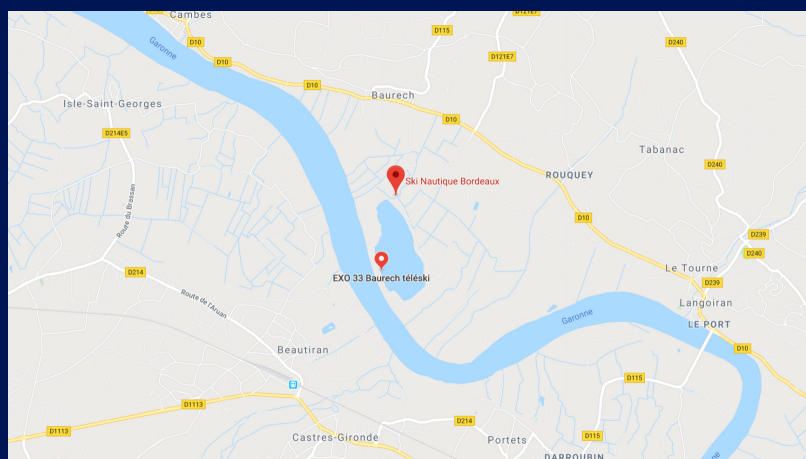 D121E7
Cambes
D10
D115
D240
Garonne
D10
D121E7
D10
Baurech
Isle-Saint-Georges
D10
D214E5
Tabanac
D240
Ski Nautique Bordeaux
ROUQUEY
Route du Brassan
D10
D239
D240
D214
EXO 33 Baurech téléski
Le Tourne
D239
Route de l'Aruan
Langoiran
Garonne
LE PORT
Beautiran
D10
D115
D1113
D214
D1113
Castres-Gironde
Portets
D115
DARROUBIN